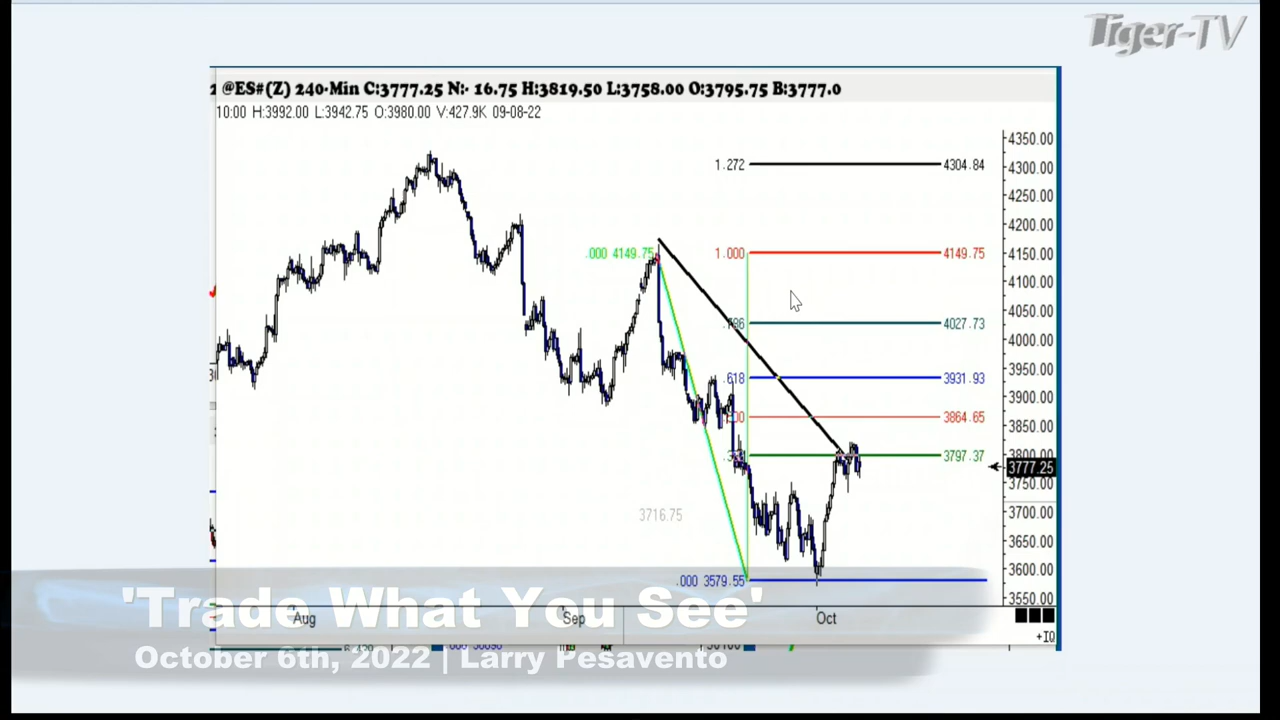 Tiger-TV
@ES#(Z) 240-Min C:3777.25 N:- 16.75 H:3819.50 L:3758.00 O:3795.75 B:3777.0
10:00 H:3992.00 L:3942.75 O:3980.00 V:427.9K 09-08-22
4350.00
1.272 4304.84 4300.00
4250.00
4200.00
.000 4149.75 1.000 4149.75 4150.00
4100.00
4050.00
4027.73
4000.00
3950.00
.618 3931.93
3900.00
3864.65
3850.00
3797.37
3777.25
3750.00
3716.75 3700.00
3650.00
3600.00
.000 3579.55
3550.00
'Trade What You See'
Aug Sep Oct
+IQ
October 6th, 2022 | Larry Pesavento